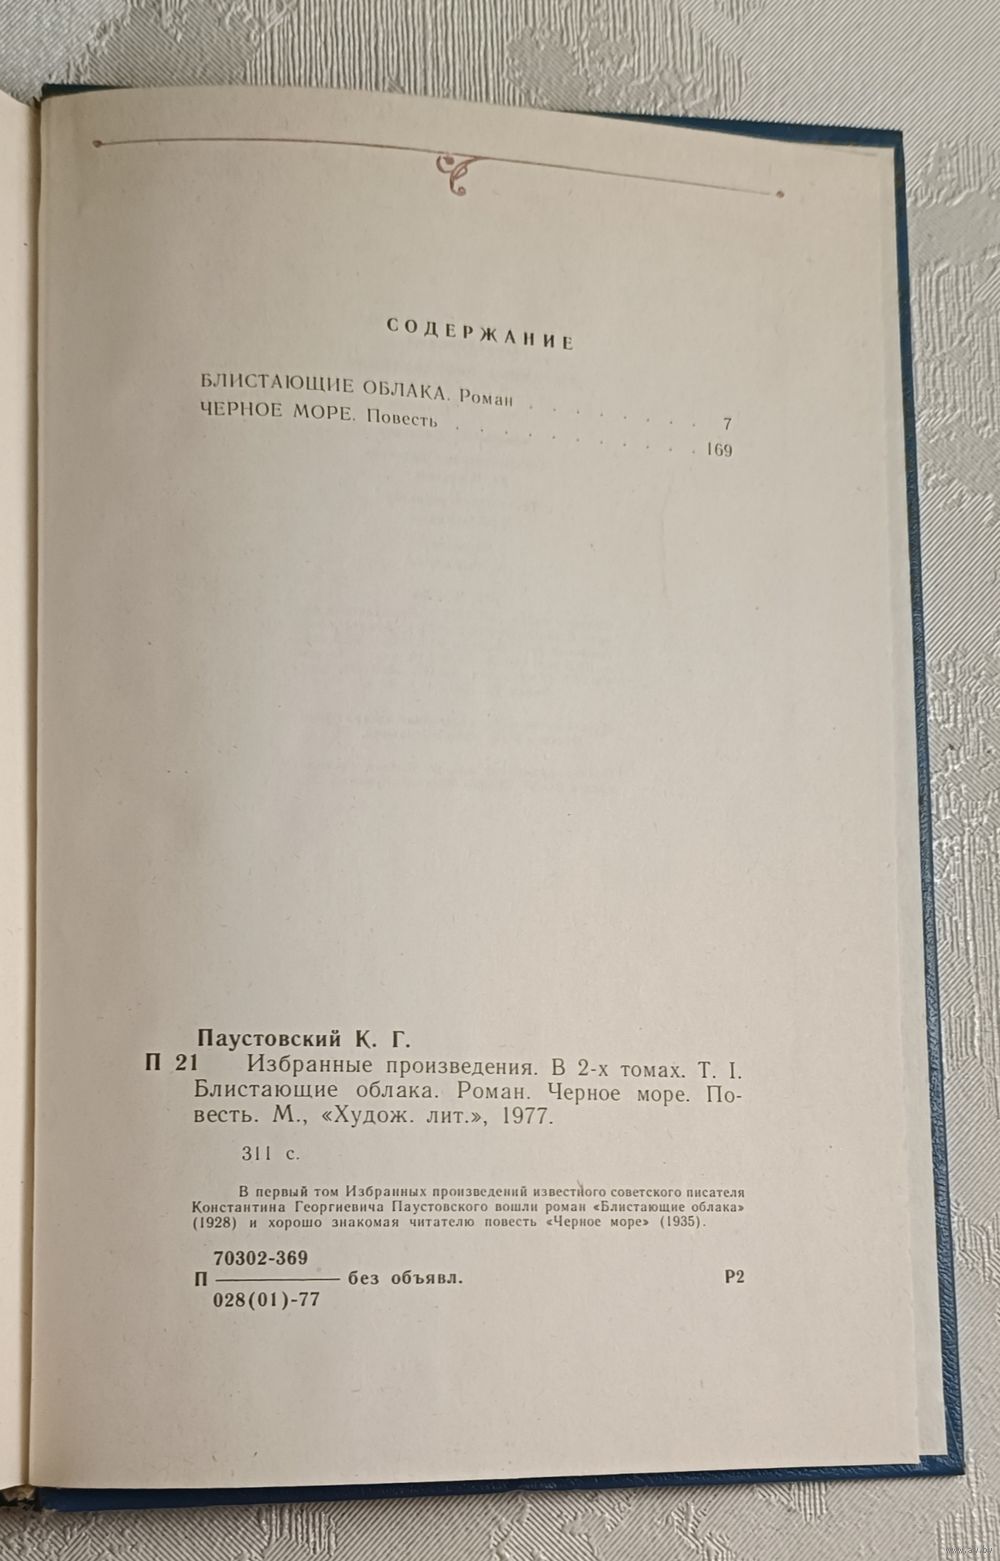 СОДЕРЖАНИЕ
БЛИСТАЮЩИЕ ОБЛАКА. Роман . . . . . . . 7
ЧЕРНОЕ МОРЕ. Повесть . . . . . . . . . . 169
Паустовский К. Г.
П 21 Избранные произведения. В 2-х томах. Т. I.
Блистающие облака. Роман. Черное море. По-
весть. М., «Худож. лит.», 1977.
311 с.
В первый том Избранных произведений известного советского писателя
Константина Георгиевича Паустовского вошли роман «Блистающие облака»
(1928) и хорошо знакомая читателю повесть «Черное море» (1935).
70302-369
П ———— без объявл. Р2
028(01)-77